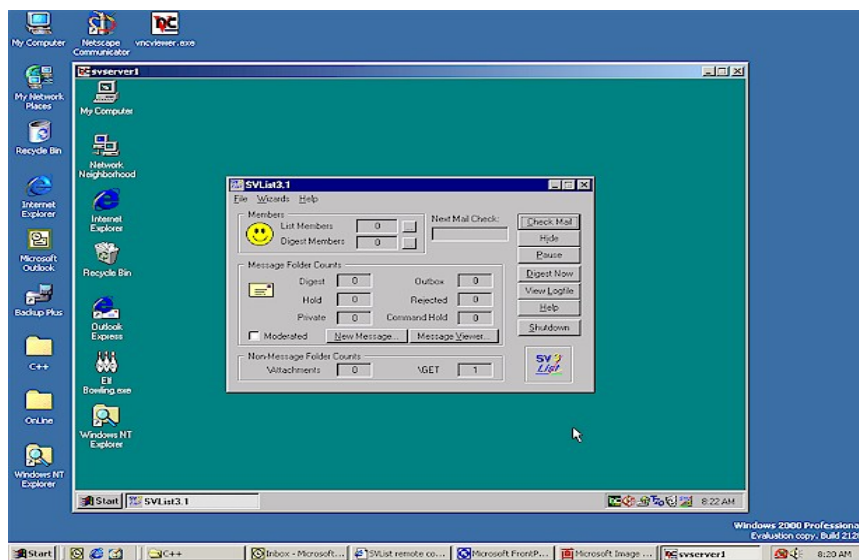 My Computer
Netscape
Communicator
vncviewer.exe
My Network
Places
Recycle Bin
Internet
Explorer
Microsoft
Outlook
Backup Plus
C++
OnLine
Windows NT
Explorer
svserver1
My Computer
Network
Neighborhood
Internet
Explorer
Recycle Bin
Outlook
Express
Elf
Bowling.exe
Windows NT
Explorer
SVList3.1
File Wizards Help
Members
List Members 0
Digest Members 0
Next Mail Check:
Check Mail
Hide
Pause
Digest Now
View Logfile
Help
Shutdown
Message Folder Counts
Digest 0 Outbox 0
Hold 0 Rejected 0
Private 0 Command Hold 0
Moderated New Message... Message Viewer...
Non-Message Folder Counts
\Attachments 0 \GET 1
SV
List
Start SVList3.1 8:22 AM
Windows 2000 Professional
Evaluation copy. Build 212
Start C++ Inbox - Microsoft... SVList remote co... Microsoft FrontP... Microsoft Image ... svserver1 8:20 AM